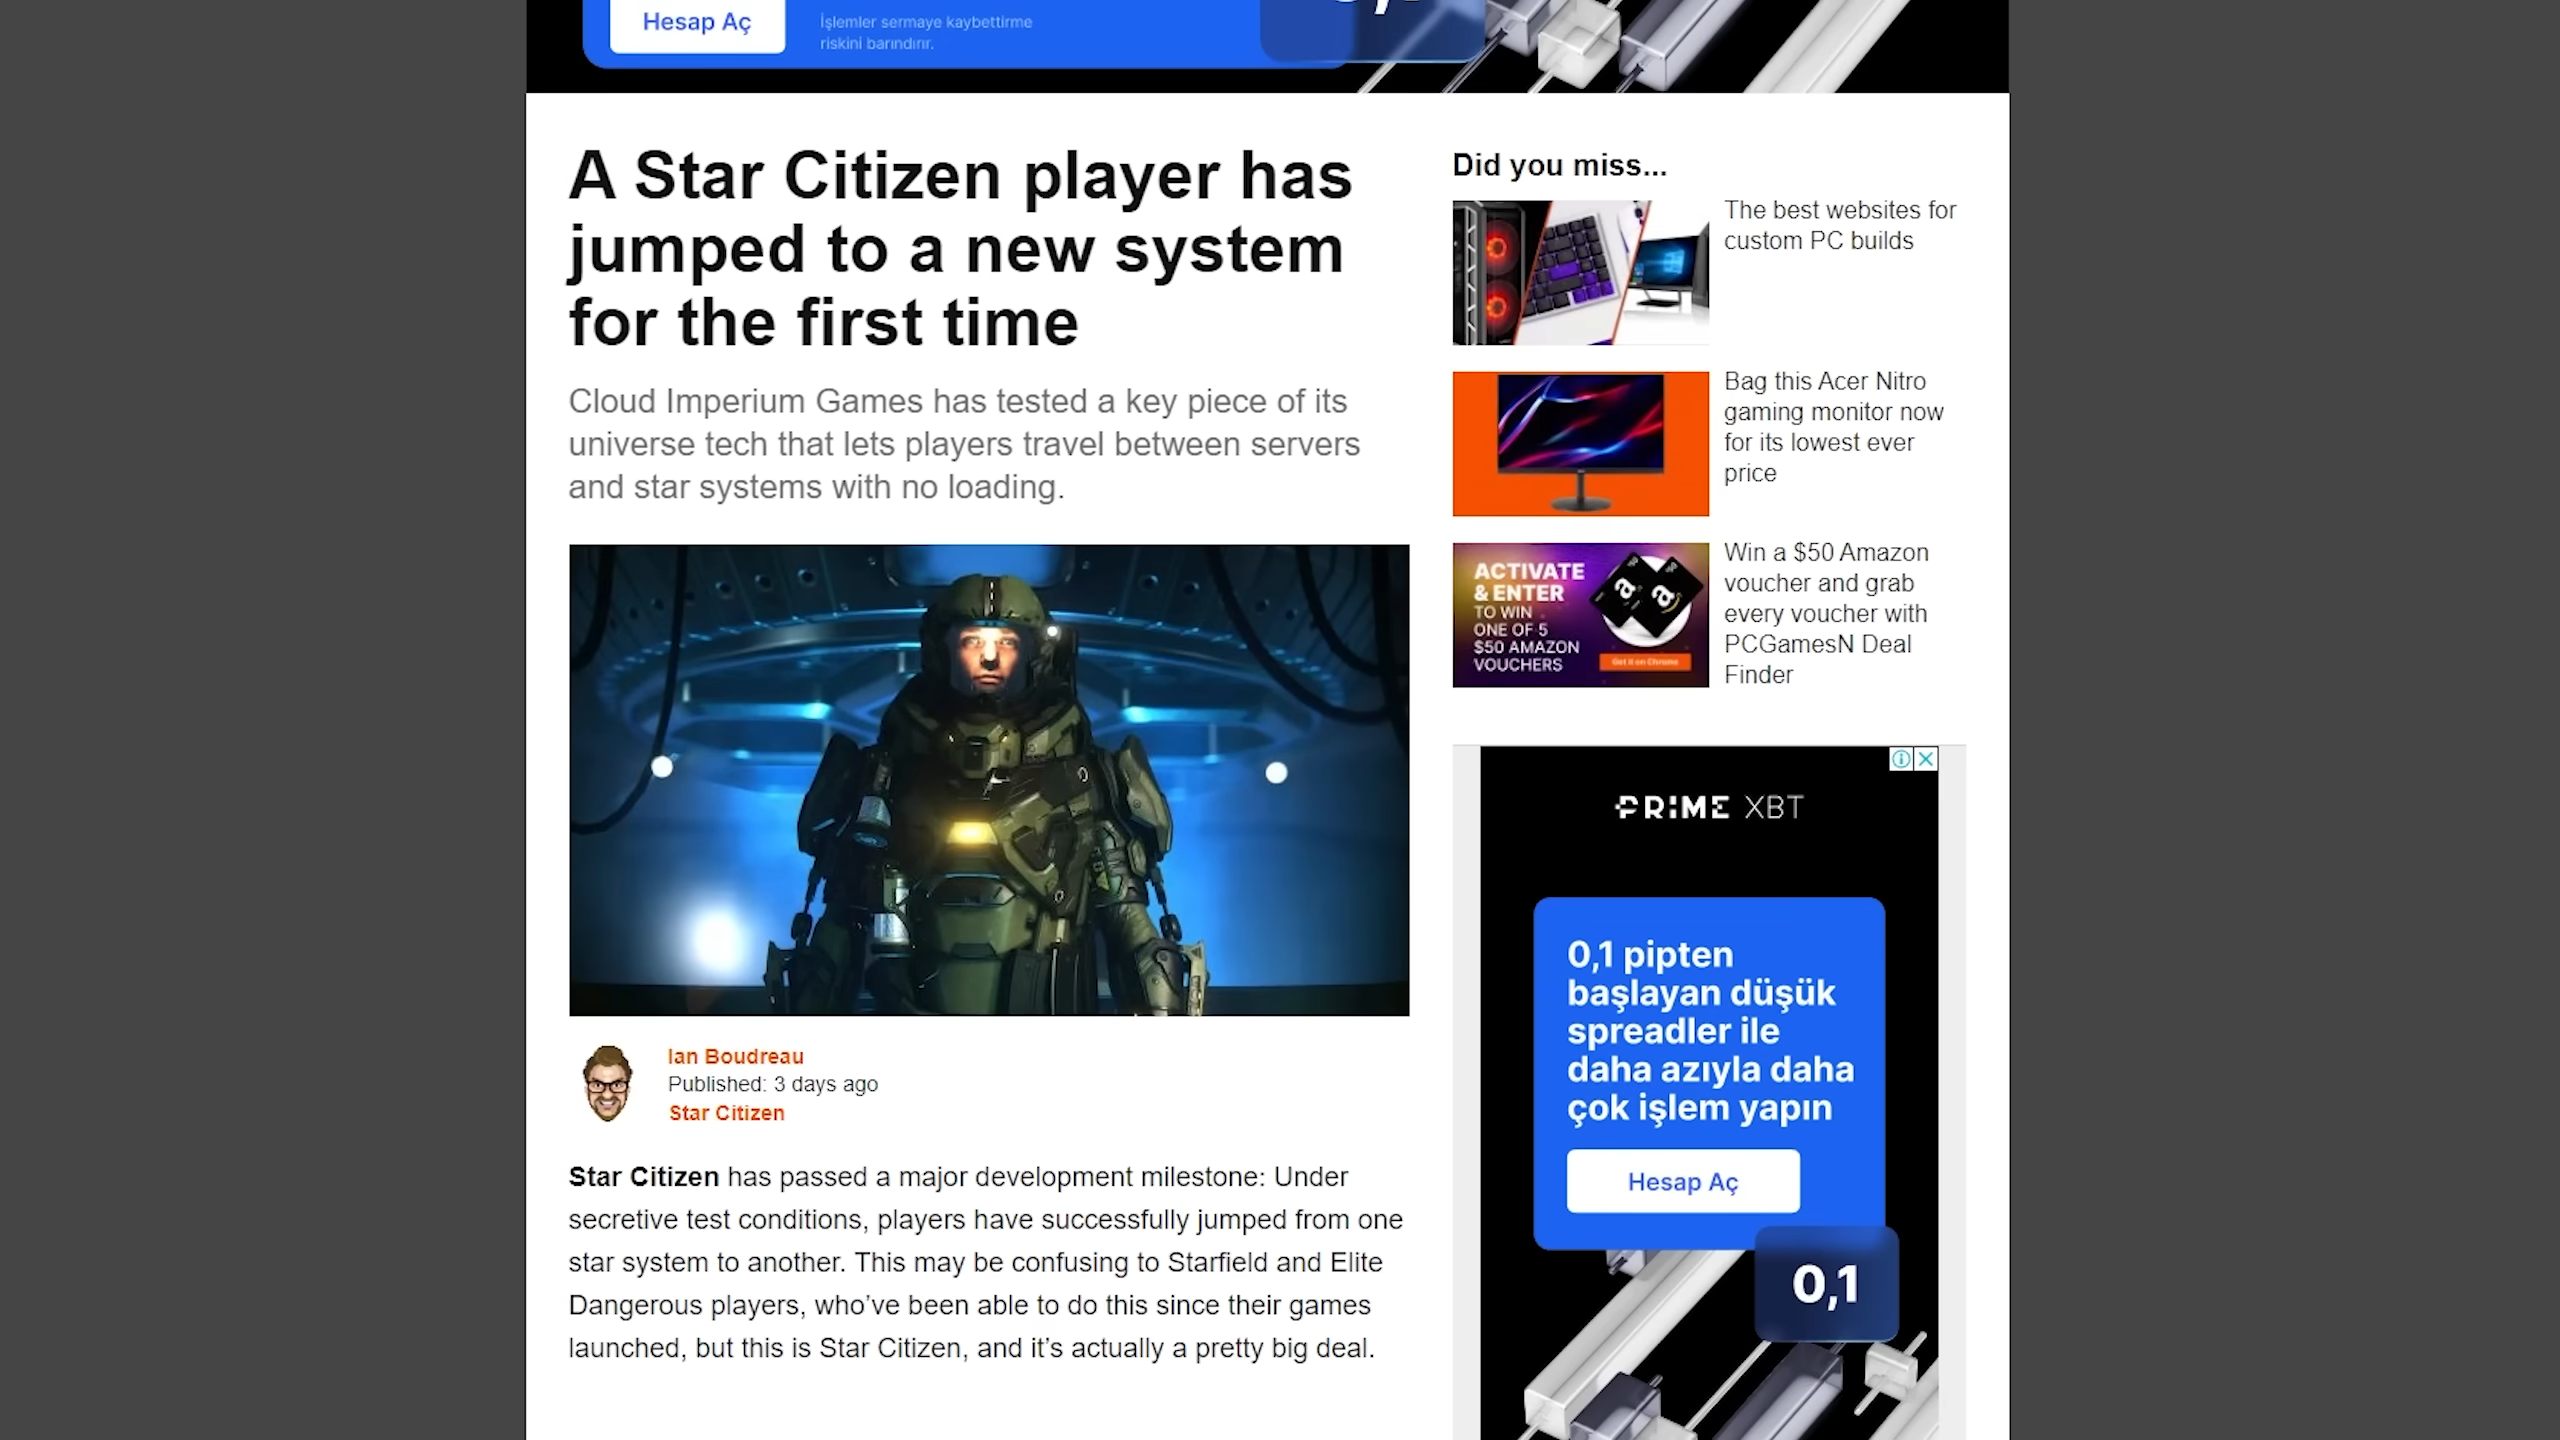 Hesap Aç
İşlemler sermaye kaybettirme
riskini barındırır.
A Star Citizen player has
jumped to a new system
for the first time
Cloud Imperium Games has tested a key piece of its
universe tech that lets players travel between servers
and star systems with no loading.
Ian Boudreau
Published: 3 days ago
Star Citizen
Star Citizen has passed a major development milestone: Under
secretive test conditions, players have successfully jumped from one
star system to another. This may be confusing to Starfield and Elite
Dangerous players, who’ve been able to do this since their games
launched, but this is Star Citizen, and it’s actually a pretty big deal.
Did you miss...
The best websites for
custom PC builds
Bag this Acer Nitro
gaming monitor now
for its lowest ever
price
ACTIVATE
& ENTER
TO WIN
ONE OF 5
$50 AMAZON
VOUCHERS
Get it on Chrome
Win a $50 Amazon
voucher and grab
every voucher with
PCGamesN Deal
Finder
PRIME XBT
0,1 pipten
başlayan düşük
spreadler ile
daha azıyla daha
çok işlem yapın
Hesap Aç
0,1